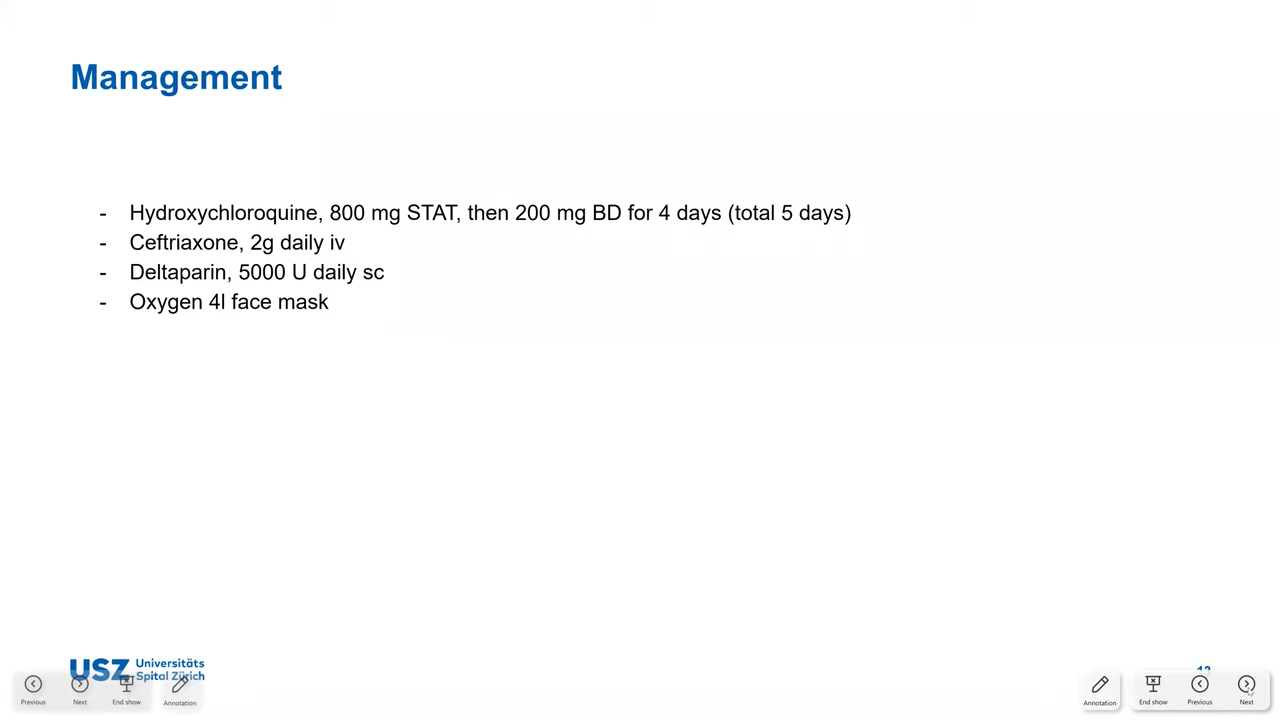 Management
- Hydroxychloroquine, 800 mg STAT, then 200 mg BD for 4 days (total 5 days)
- Ceftriaxone, 2g daily iv
- Deltaparin, 5000 U daily sc
- Oxygen 4l face mask
USZ Universitäts
Spital Zürich
Previous Next End show Annotation
Annotation End show Previous Next